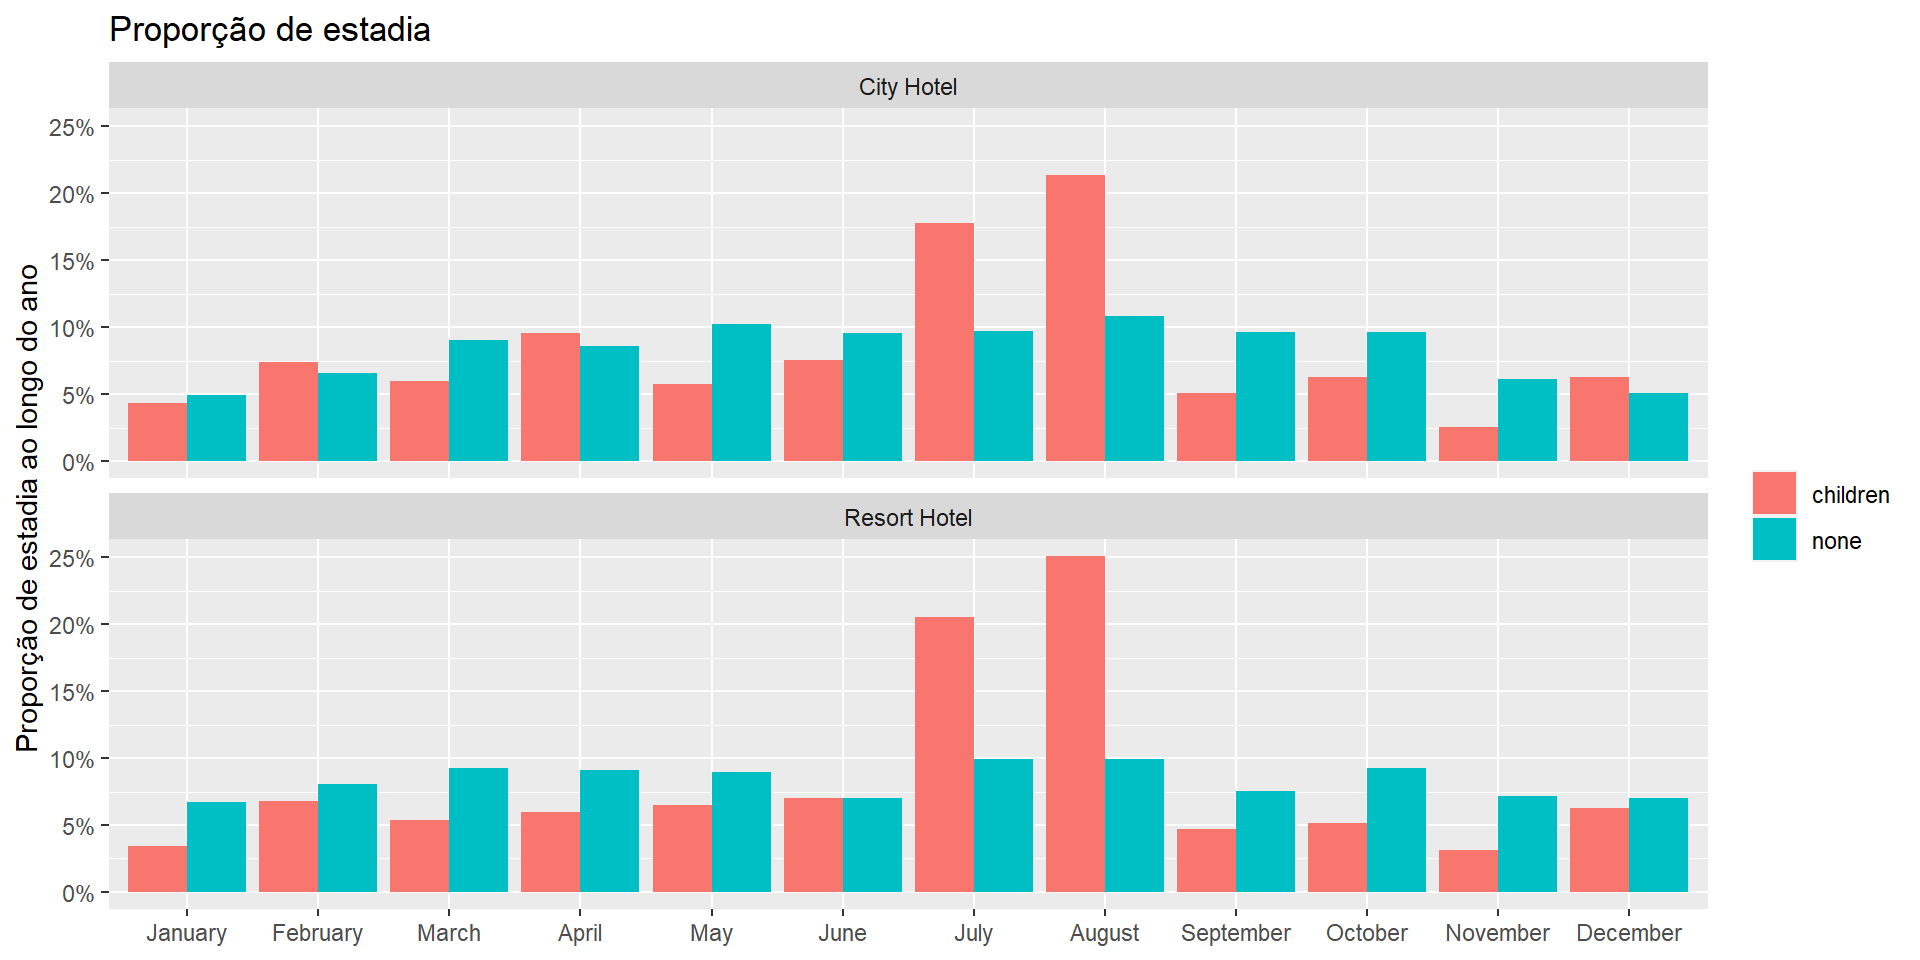 Proporção de estadia
City Hotel
25%
20%
15%
10%
5%
0%
Resort Hotel
25%
20%
15%
10%
5%
0%
January February March April May June July August September October November December
Proporção de estadia ao longo do ano
children
none